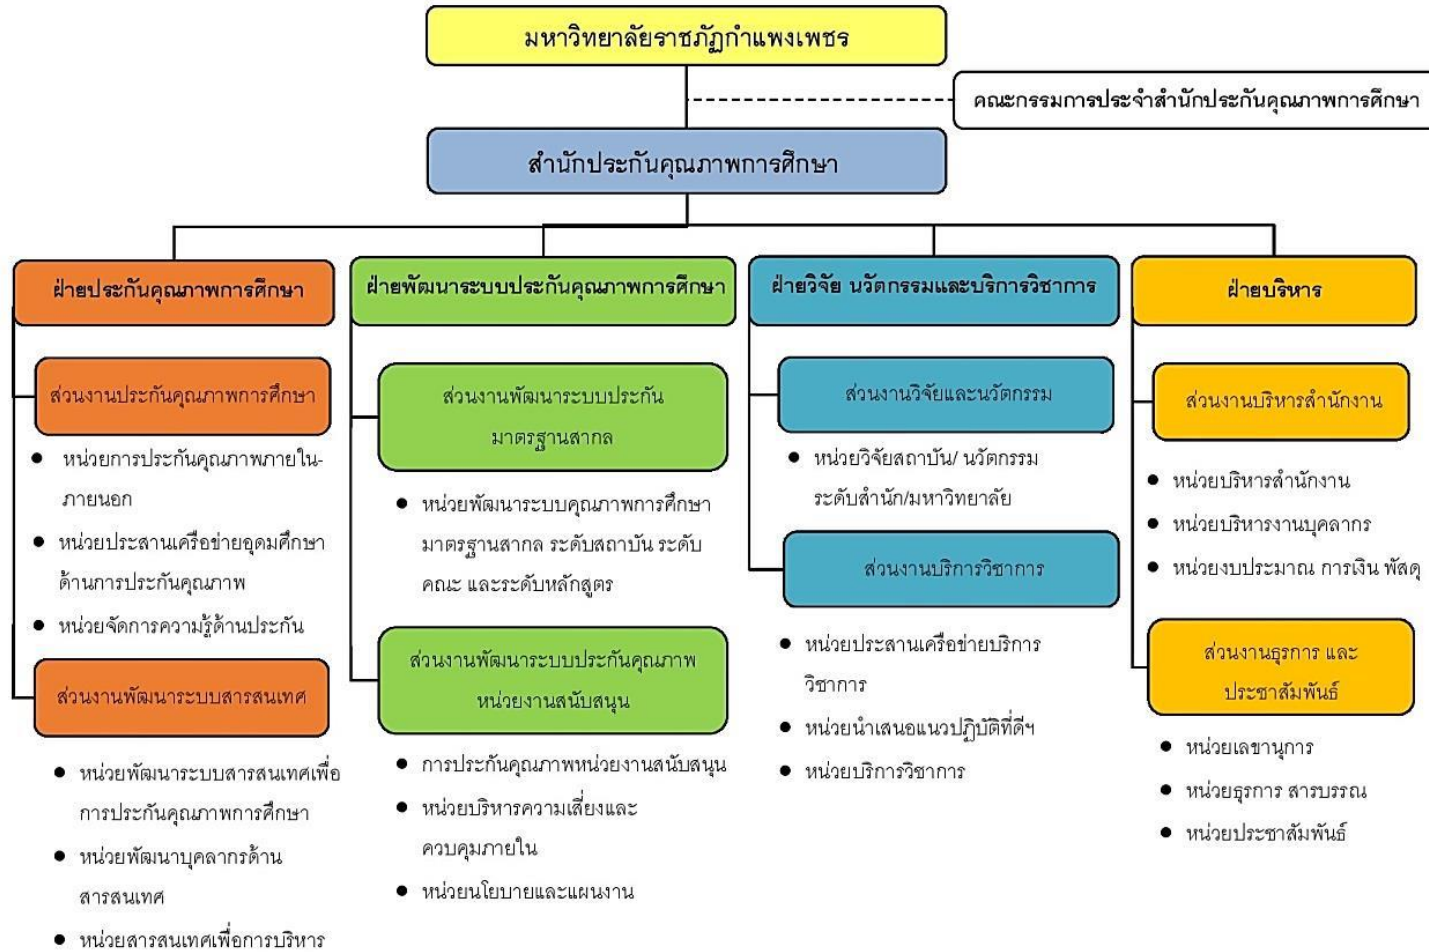 มหาวิทยาลัยราชภัฏกำแพงเพชร
คณะกรรมการประจำสำนักประกันคุณภาพการศึกษา
สำนักประกันคุณภาพการศึกษา
ฝ่ายประกันคุณภาพการศึกษา
ส่วนงานประกันคุณภาพการศึกษา
● หน่วยการประกันคุณภาพภายใน-
ภายนอก
● หน่วยประสานเครือข่ายอุดมศึกษา
ด้านการประกันคุณภาพ
● หน่วยจัดการความรู้ด้านประกัน
ส่วนงานพัฒนาระบบสารสนเทศ
● หน่วยพัฒนาระบบสารสนเทศเพื่อ
การประกันคุณภาพการศึกษา
● หน่วยพัฒนาบุคลากรด้าน
สารสนเทศ
● หน่วยสารสนเทศเพื่อการบริหาร
ฝ่ายพัฒนาระบบประกันคุณภาพการศึกษา
ส่วนงานพัฒนาระบบประกัน
มาตรฐานสากล
● หน่วยพัฒนาระบบคุณภาพการศึกษา
มาตรฐานสากล ระดับสถาบัน ระดับ
คณะ และระดับหลักสูตร
ส่วนงานพัฒนาระบบประกันคุณภาพ
หน่วยงานสนับสนุน
● การประกันคุณภาพหน่วยงานสนับสนุน
● หน่วยบริหารความเสี่ยงและ
ควบคุมภายใน
● หน่วยนโยบายและแผนงาน
ฝ่ายวิจัย นวัตกรรมและบริการวิชาการ
ส่วนงานวิจัยและนวัตกรรม
● หน่วยวิจัยสถาบัน/ นวัตกรรม
ระดับสำนัก/มหาวิทยาลัย
ส่วนงานบริการวิชาการ
● หน่วยประสานเครือข่ายบริการ
วิชาการ
● หน่วยนำเสนอแนวปฏิบัติที่ดีฯ
● หน่วยบริการวิชาการ
ฝ่ายบริหาร
ส่วนงานบริหารสำนักงาน
● หน่วยบริหารสำนักงาน
● หน่วยบริหารงานบุคลากร
● หน่วยงบประมาณ การเงิน พัสดุ
ส่วนงานธุรการ และ
ประชาสัมพันธ์
● หน่วยเลขานุการ
● หน่วยธุรการ สารบรรณ
● หน่วยประชาสัมพันธ์